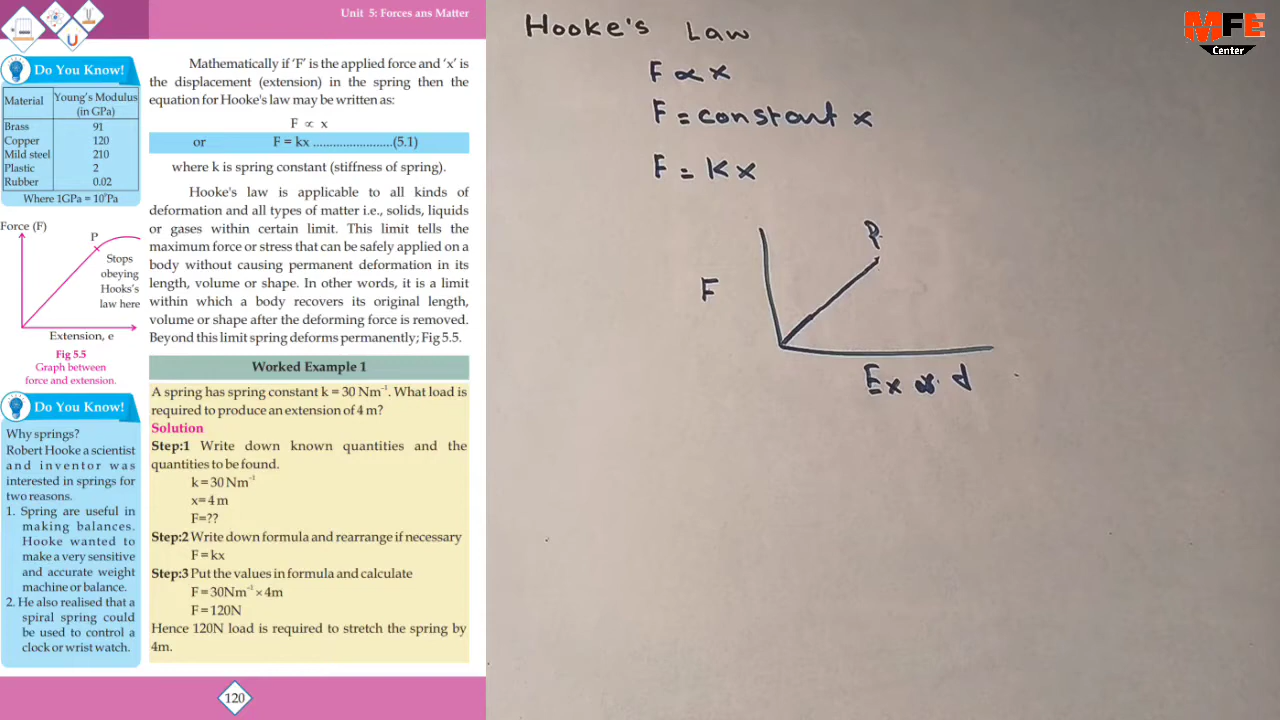 Unit 5: Forces ans Matter
Do You Know!
Material Young's Modulus (in GPa)
Brass 91
Copper 120
Mild steel 210
Plastic 2
Rubber 0.02
Where 1GPa = 10⁹Pa
Force (F)
P
Stops
obeying
Hooks's
law here
Extension, e
Fig 5.5
Graph between
force and extension.
Do You Know!
Why springs?
Robert Hooke a scientist
and inventor was
interested in springs for
two reasons.
1. Spring are useful in
making balances.
Hooke wanted to
make a very sensitive
and accurate weight
machine or balance.
2. He also realised that a
spiral spring could
be used to control a
clock or wrist watch.
Mathematically if 'F' is the applied force and 'x' is
the displacement (extension) in the spring then the
equation for Hooke's law may be written as:
F ∝ x
or F = kx ........................(5.1)
where k is spring constant (stiffness of spring).
Hooke's law is applicable to all kinds of
deformation and all types of matter i.e., solids, liquids
or gases within certain limit. This limit tells the
maximum force or stress that can be safely applied on a
body without causing permanent deformation in its
length, volume or shape. In other words, it is a limit
within which a body recovers its original length,
volume or shape after the deforming force is removed.
Beyond this limit spring deforms permanently; Fig 5.5.
Worked Example 1
A spring has spring constant k = 30 Nm⁻¹. What load is
required to produce an extension of 4 m?
Solution
Step:1 Write down known quantities and the
quantities to be found.
k = 30 Nm⁻¹
x= 4 m
F=??
Step:2 Write down formula and rearrange if necessary
F = kx
Step:3 Put the values in formula and calculate
F = 30Nm⁻¹ × 4m
F = 120N
Hence 120N load is required to stretch the spring by
4m.
120
Hooke's Law
F ∝ x
F = constant x
F = k x
P
F
Ex
d
MFE
Center